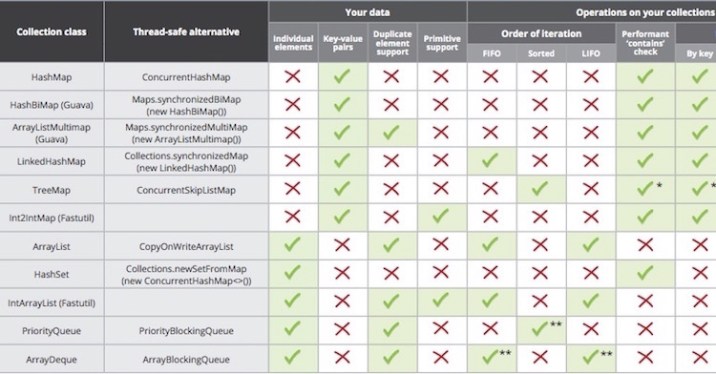 Your data
Operations on your collections
Collection class
Thread-safe alternative
Individual
elements
Key-value
pairs
Duplicate
element
support
Primitive
support
Order of iteration
FIFO
Sorted
LIFO
Performant
'contains'
check
By key
HashMap
ConcurrentHashMap
HashBiMap (Guava)
Maps.synchronizedBiMap
(new HashBiMap())
ArrayListMultimap
(Guava)
Maps.synchronizedMultiMap
(new ArrayListMultimap())
LinkedHashMap
Collections.synchronizedMap
(new LinkedHashMap())
TreeMap
ConcurrentSkipListMap
*
*
Int2IntMap (Fastutil)
ArrayList
CopyOnWriteArrayList
HashSet
Collections.newSetFromMap
(new ConcurrentHashMap<>())
IntArrayList (Fastutil)
PriorityQueue
PriorityBlockingQueue
**
ArrayDeque
ArrayBlockingQueue
**
**